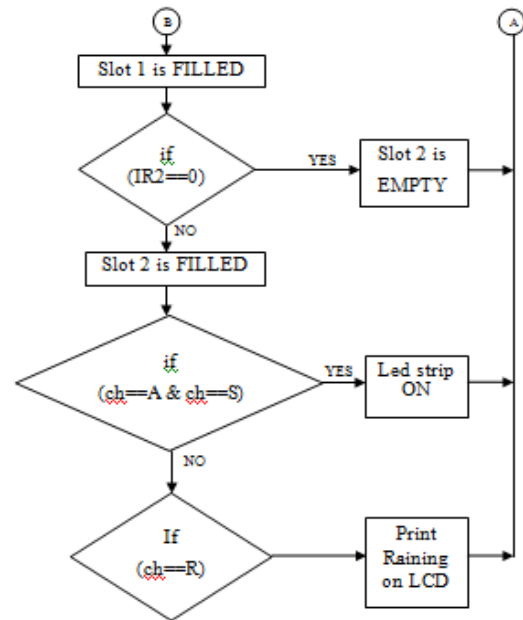 B
A
Slot 1 is FILLED
if
(IR2==0)
YES
Slot 2 is
EMPTY
NO
Slot 2 is FILLED
if
(ch==A & ch==S)
YES
Led strip
ON
NO
If
(ch==R)
Print
Raining
on LCD